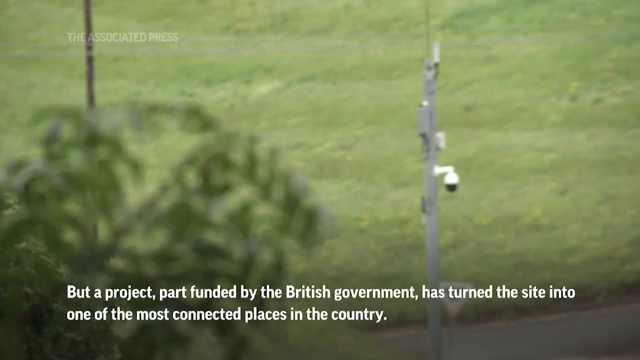 THE ASSOCIATED PRESS
But a project, part funded by the British government, has turned the site into
one of the most connected places in the country.